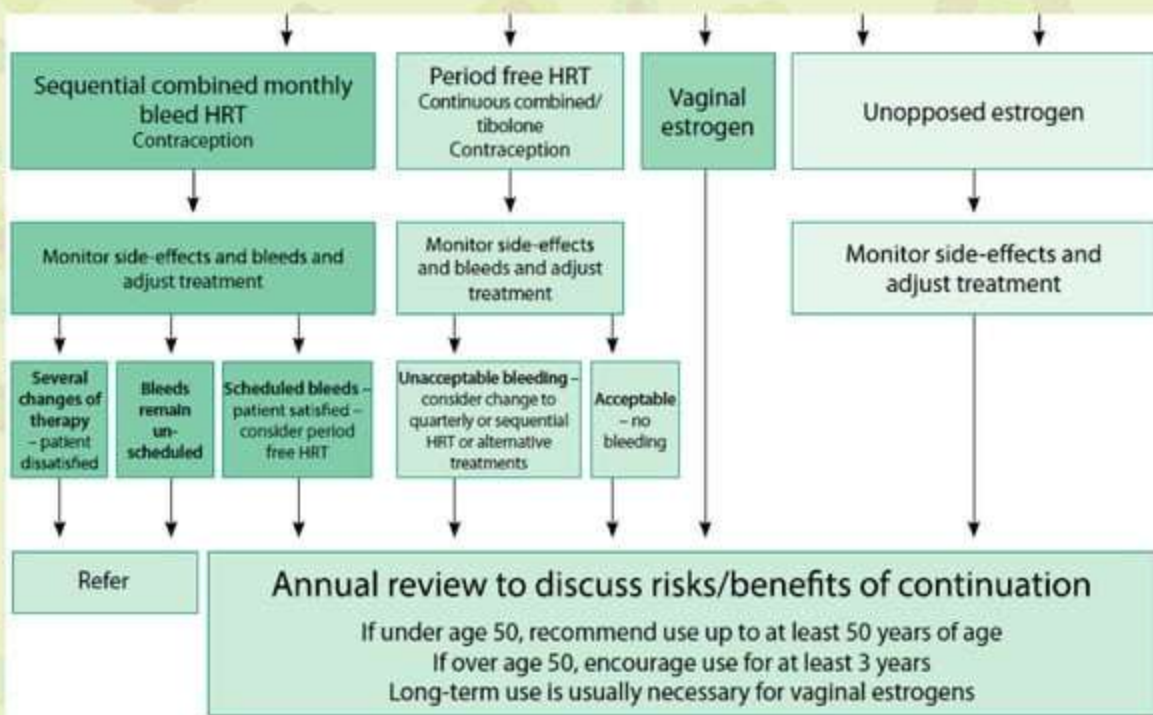 Sequential combined monthly
bleed HRT
Contraception
Period free HRT
Continuous combined/
tibolone
Contraception
Vaginal
estrogen
Unopposed estrogen
Monitor side-effects and bleeds and
adjust treatment
Monitor side-effects
and bleeds and adjust
treatment
Monitor side-effects and
adjust treatment
Several
changes of
therapy
– patient
dissatisfied
Bleeds
remain
un-
scheduled
Scheduled bleeds –
patient satisfied –
consider period
free HRT
Unacceptable bleeding –
consider change to
quarterly or sequential
HRT or alternative
treatments
Acceptable
– no
bleeding
Refer
Annual review to discuss risks/benefits of continuation
If under age 50, recommend use up to at least 50 years of age
If over age 50, encourage use for at least 3 years
Long-term use is usually necessary for vaginal estrogens